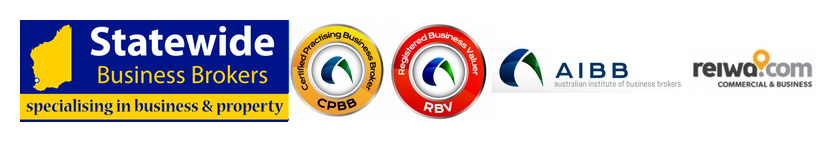 Statewide
Business Brokers
specialising in business & property
Certified Practising Business Broker
CPBB
Registered Business Valuer
RBV
AIBB
australian institute of business brokers
reiwa.com
COMMERCIAL & BUSINESS